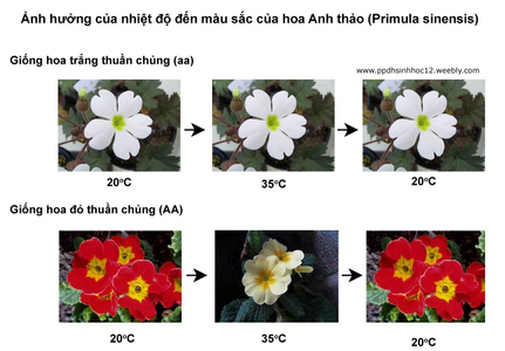 Ảnh hưởng của nhiệt độ đến màu sắc của hoa Anh thảo (Primula sinensis)
Giống hoa trắng thuần chủng (aa)
www.ppdhsinhhoc12.weebly.com
20°C
35°C
20°C
Giống hoa đỏ thuần chủng (AA)
20°C
35°C
20°C